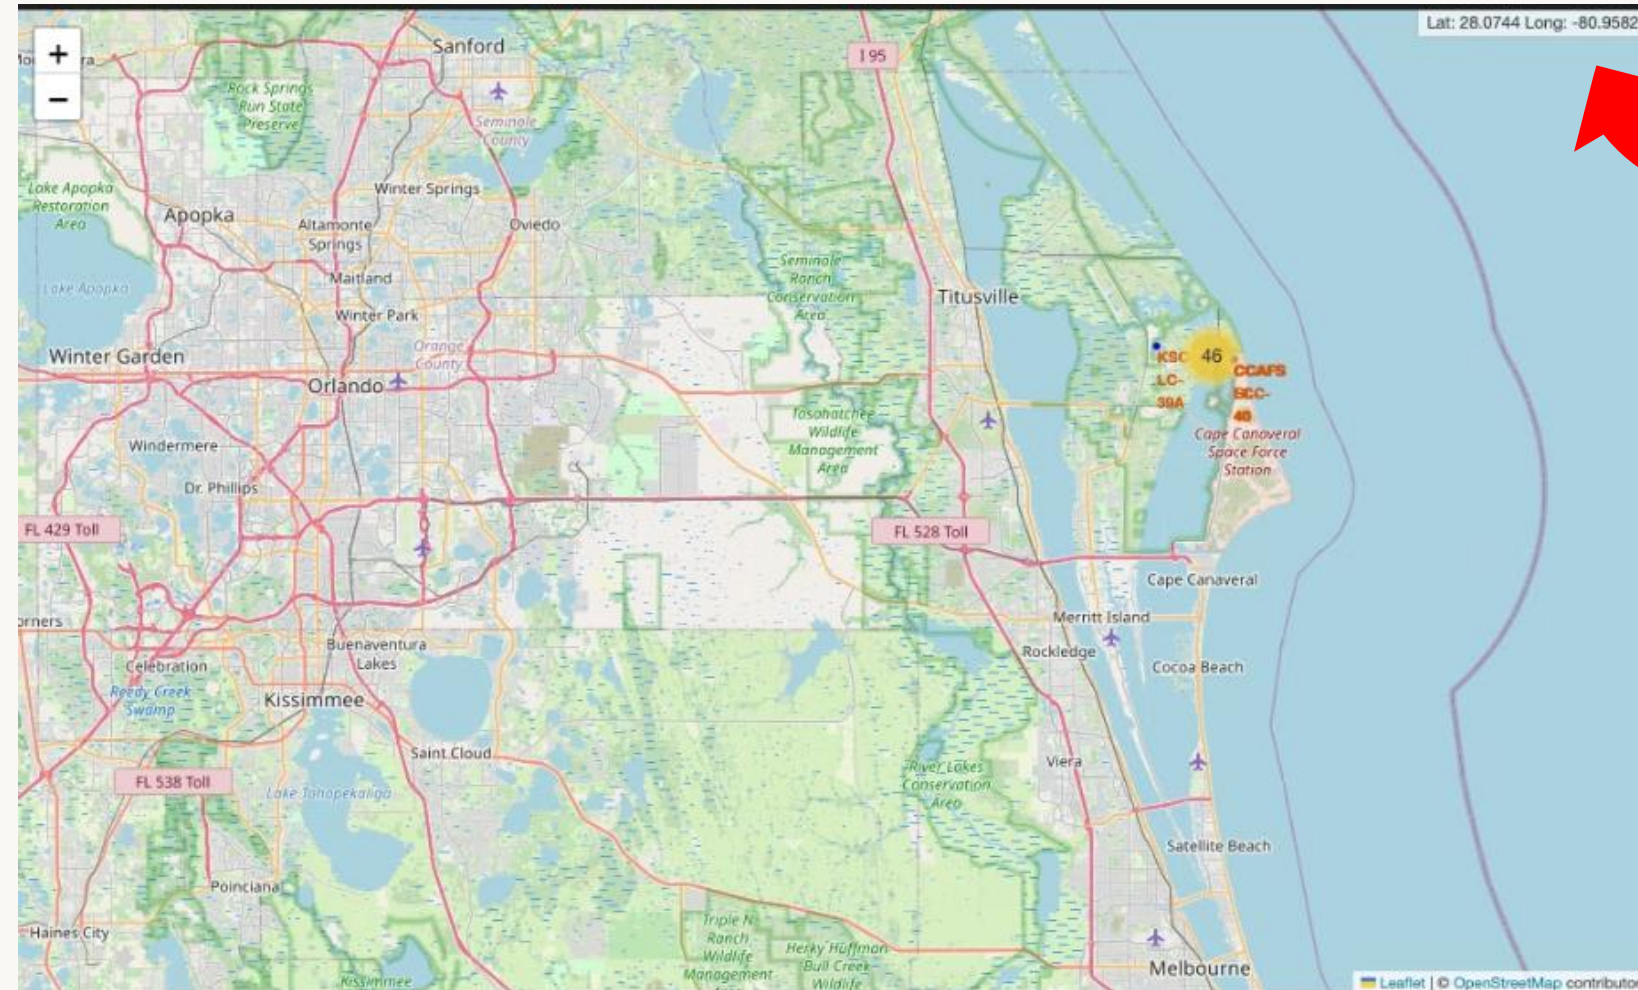 Lat: 28.0744 Long: -80.9582
+
−
Sanford
I 95
Rock Springs
Run State
Preserve
Seminole
County
Lake Apopka
Restoration
Area
Winter Springs
Apopka
Altamonte
Springs
Oviedo
Maitland
Seminole
Ranch
Conservation
Area
Lake Apopka
Titusville
Winter Park
Orange
County
Winter Garden
Orlando
KSC
LC-
39A
46
CCAFS
SCC-
40
Tosohatchee
Wildlife
Management
Area
Cape Canaveral
Space Force
Station
Windermere
Dr. Phillips
FL 429 Toll
FL 528 Toll
Cape Canaveral
Merritt Island
orners
Buenaventura
Lakes
Rockledge
Celebration
Cocoa Beach
Reedy Creek
Swamp
Kissimmee
Saint Cloud
Viera
River Lakes
Conservation
Area
FL 538 Toll
Lake Tohopekaliga
Satellite Beach
Poinciana
Haines City
Triple N
Ranch
Wildlife
Management
Herky Huffman
Bull Creek
Wildlife
Melbourne
Kissimmee
Leaflet | © OpenStreetMap contributor